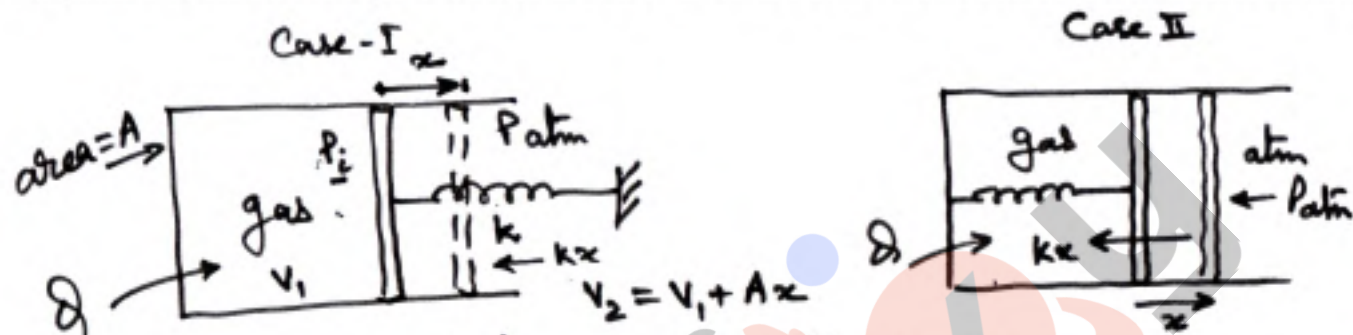 Case-I
x
area=A
Pi
Patm
gas
V₁
k
kx
Q
V₂ = V₁ + Ax
Case II
gas
atm
Patm
kx
Q
x